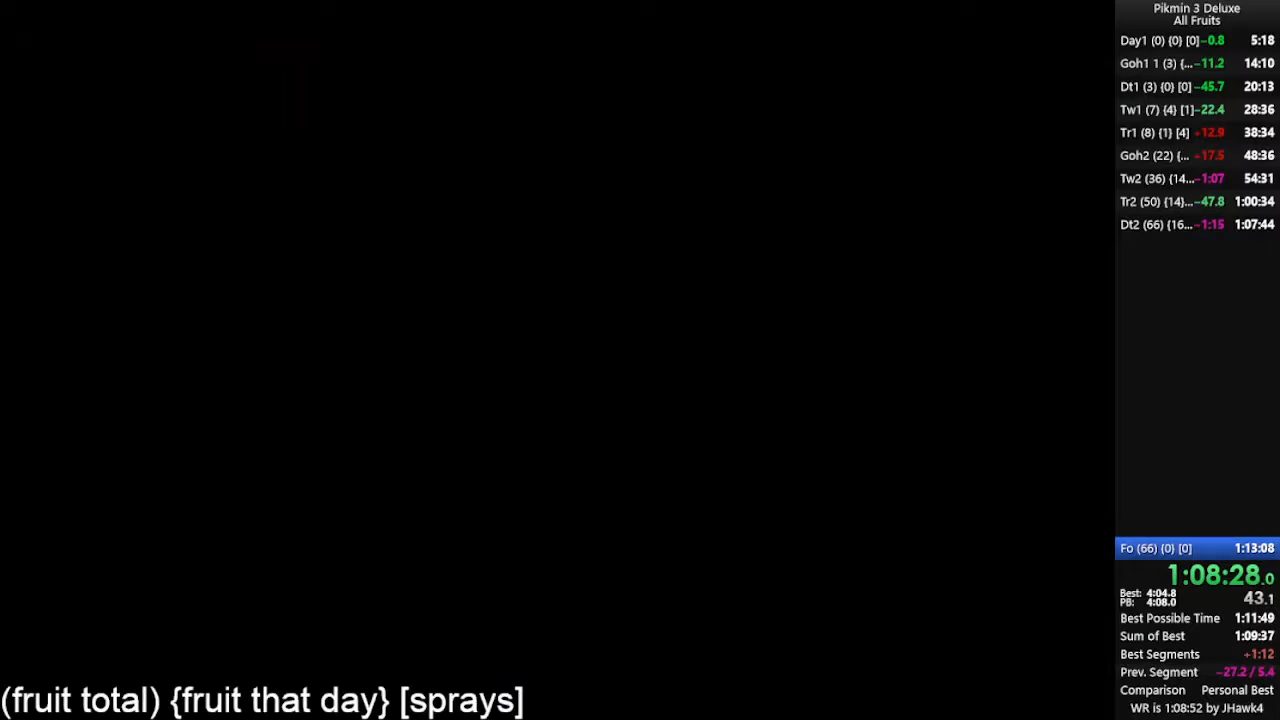 Pikmin 3 Deluxe
All Fruits
Day1 (0) {0} [0] −0.8 5:18
Goh1 1 (3) {... −11.2 14:10
Dt1 (3) {0} [0] −45.7 20:13
Tw1 (7) {4} [1] −22.4 28:36
Tr1 (8) {1} [4] +12.9 38:34
Goh2 (22) {... +17.5 48:36
Tw2 (36) {14... −1:07 54:31
Tr2 (50) {14}... −47.8 1:00:34
Dt2 (66) {16... −1:15 1:07:44
Fo (66) {0} [0] 1:13:08
1:08:28.0
Best: 4:04.8 43.1
PB: 4:08.0
Best Possible Time 1:11:49
Sum of Best 1:09:37
Best Segments +1:12
Prev. Segment −27.2 / 5.4
Comparison Personal Best
WR is 1:08:52 by JHawk4
(fruit total) {fruit that day} [sprays]